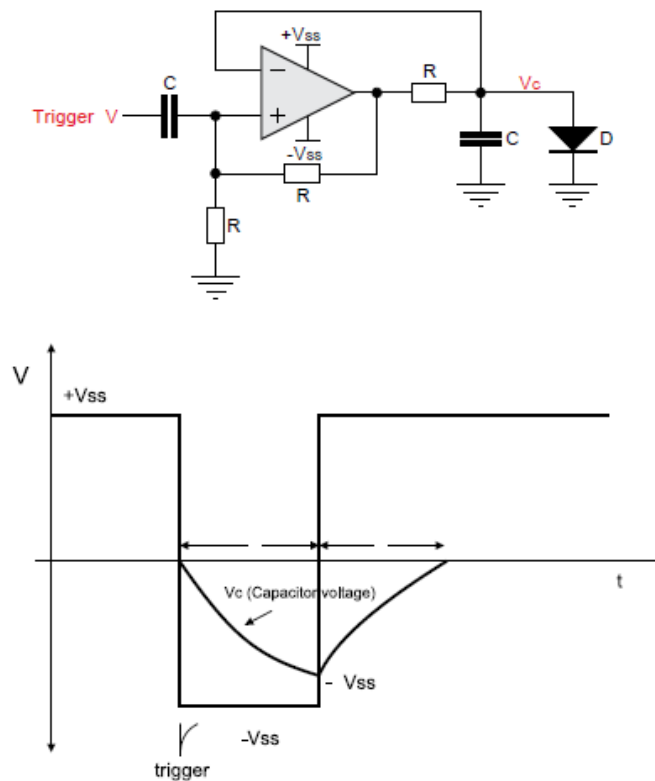 +Vss
C
R
Vc
Trigger V
−
+
C
D
-Vss
R
R
V
+Vss
t
Vc (Capacitor voltage)
- Vss
-Vss
trigger